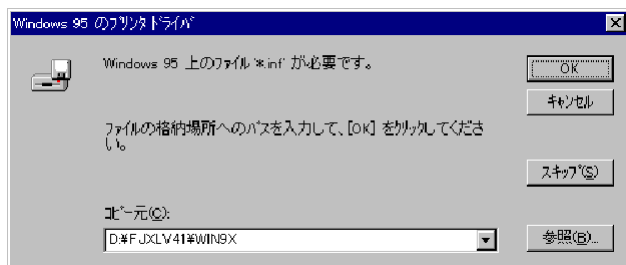 Windows 95 のプリンタ ドライバ
Windows 95 上のファイル '*.inf' が必要です。
OK
キャンセル
ファイルの格納場所へのパスを入力して、[OK] をクリックしてくださ
い。
スキップ(S)
コピー元(C):
D:¥FJXLV41¥WIN9X
参照(B)...